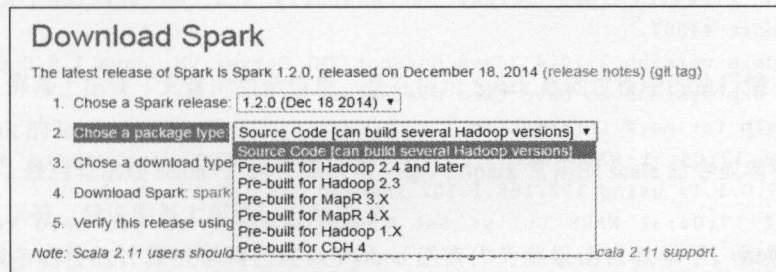 Download Spark
The latest release of Spark is Spark 1.2.0, released on December 18, 2014 (release notes) (git tag)
1. Chose a Spark release: 1.2.0 (Dec 18 2014) ▼
2. Chose a package type: Source Code [can build several Hadoop versions] ▼
Source Code [can build several Hadoop versions]
3. Chose a download type
Pre-built for Hadoop 2.4 and later
Pre-built for Hadoop 2.3
4. Download Spark: spark-
Pre-built for MapR 3.X
Pre-built for MapR 4.X
5. Verify this release using
Pre-built for Hadoop 1.X
Pre-built for CDH 4
Note: Scala 2.11 users should cala 2.11 support.